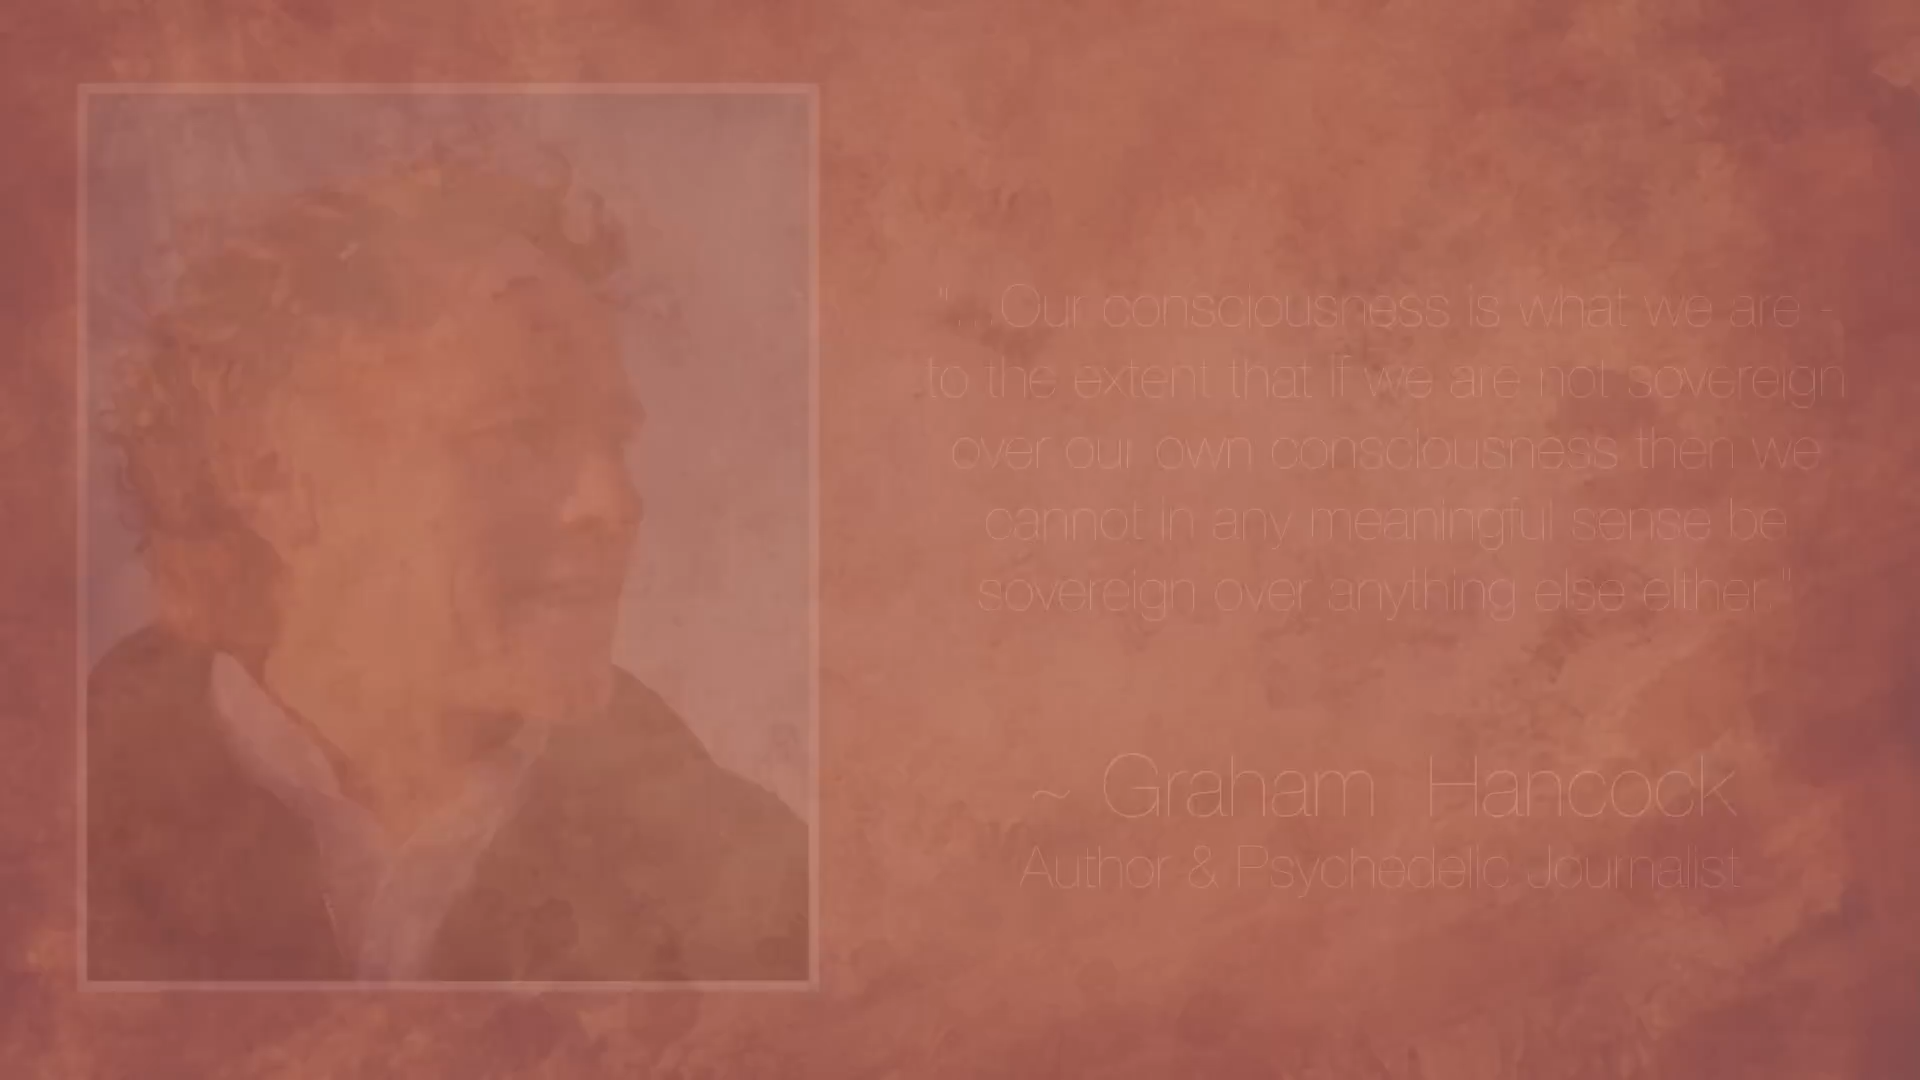 "... Our consciousness is what we are -
to the extent that if we are not sovereign
over our own consciousness then we
cannot in any meaningful sense be
sovereign over anything else either."
~ Graham Hancock
Author & Psychedelic Journalist